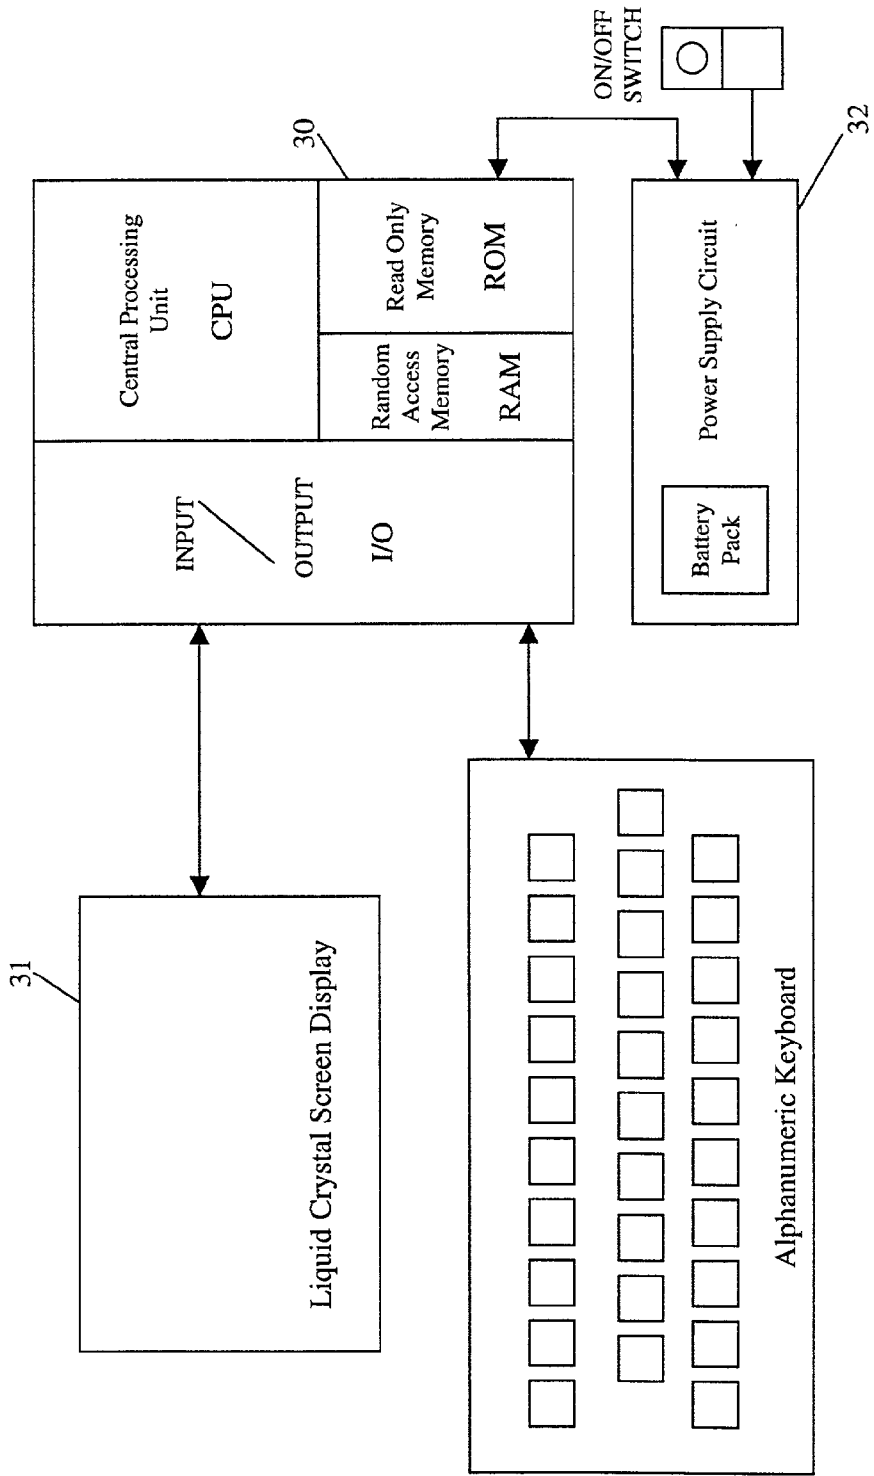 31
Liquid Crystal Screen Display
INPUT
OUTPUT
I/O
Central Processing
Unit
CPU
30
Random
Access
Memory
RAM
Read Only
Memory
ROM
ON/OFF
SWITCH
Alphanumeric Keyboard
Battery
Pack
Power Supply Circuit
32